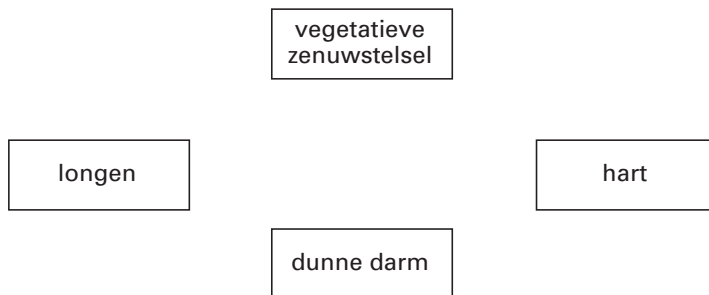 vegetatieve
zenuwstelsel
longen
hart
dunne darm